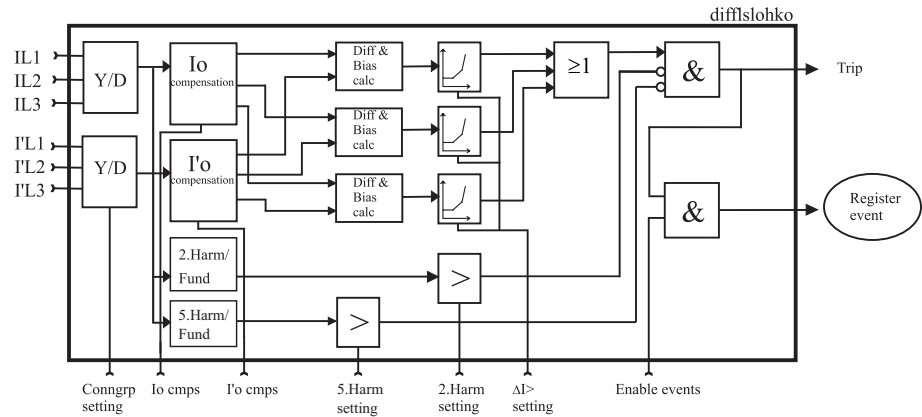 difflslohko
IL1
IL2
IL3
Y/D
I'L1
I'L2
I'L3
Y/D
Io
compensation
I'o
compensation
Diff &
Bias
calc
Diff &
Bias
calc
Diff &
Bias
calc
≥1
&
Trip
&
Register
event
2.Harm/
Fund
>
5.Harm/
Fund
>
Conngrp
setting
Io cmps
I'o cmps
5.Harm
setting
2.Harm
setting
ΔI>
setting
Enable events